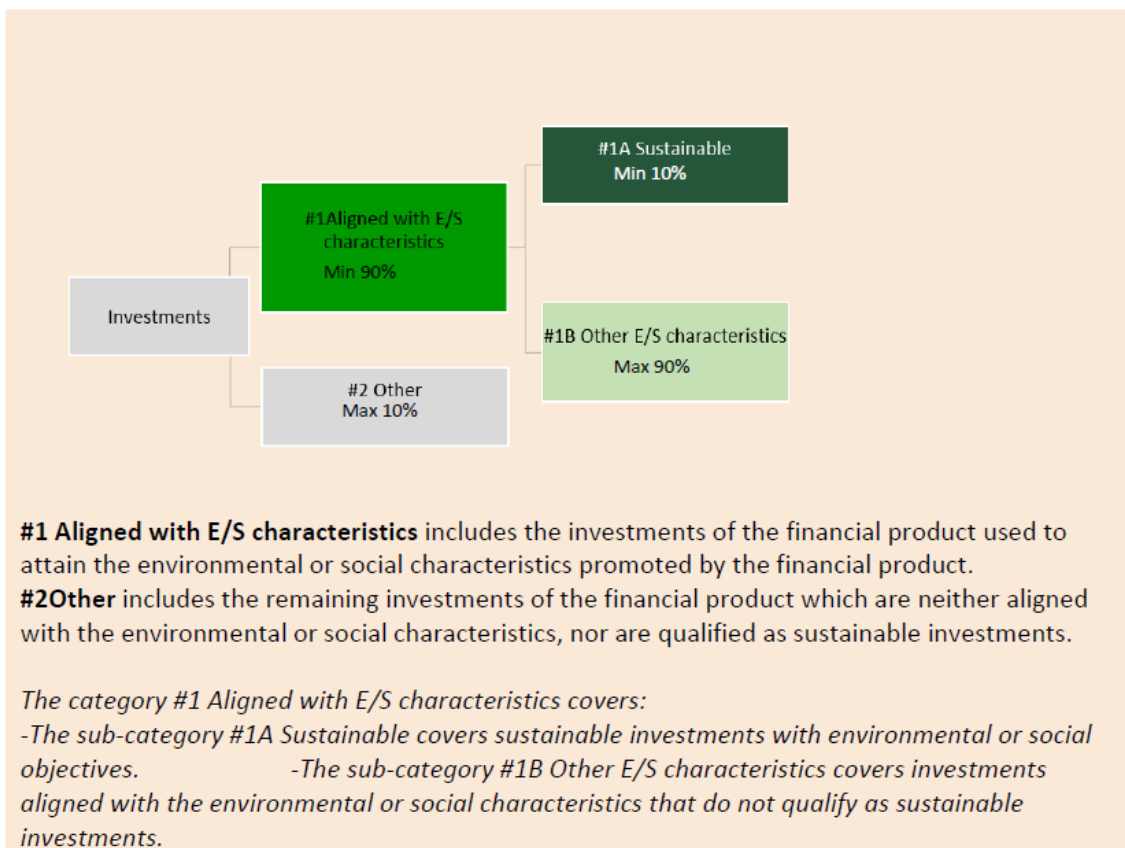 #1A Sustainable
Min 10%
#1Aligned with E/S
characteristics
Min 90%
Investments
#1B Other E/S characteristics
Max 90%
#2 Other
Max 10%
#1 Aligned with E/S characteristics includes the investments of the financial product used to
attain the environmental or social characteristics promoted by the financial product.
#2Other includes the remaining investments of the financial product which are neither aligned
with the environmental or social characteristics, nor are qualified as sustainable investments.
The category #1 Aligned with E/S characteristics covers:
-The sub-category #1A Sustainable covers sustainable investments with environmental or social
objectives. -The sub-category #1B Other E/S characteristics covers investments
aligned with the environmental or social characteristics that do not qualify as sustainable
investments.